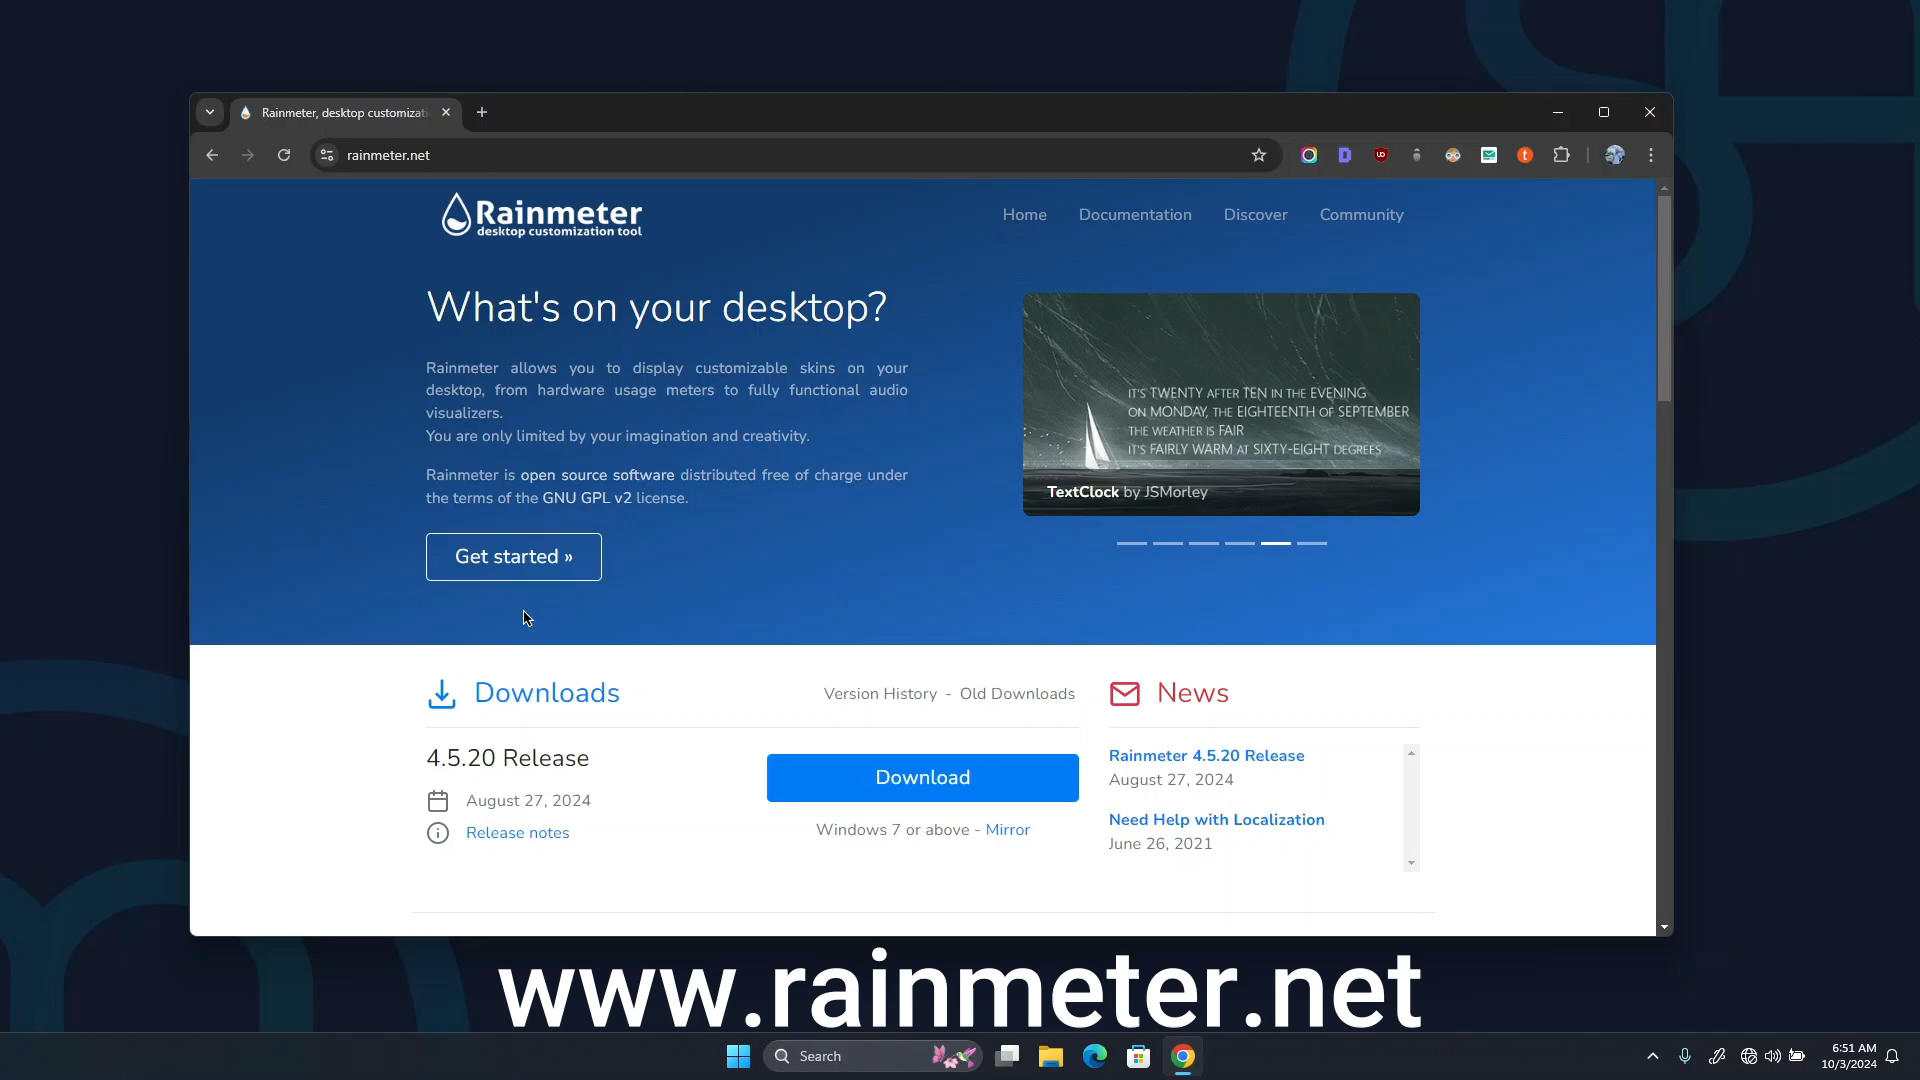 Rainmeter, desktop customizati
rainmeter.net
Rainmeter
desktop customization tool
Home
Documentation
Discover
Community
What's on your desktop?
Rainmeter allows you to display customizable skins on your
desktop, from hardware usage meters to fully functional audio
visualizers.
You are only limited by your imagination and creativity.
Rainmeter is open source software distributed free of charge under
the terms of the GNU GPL v2 license.
Get started »
IT'S TWENTY AFTER TEN IN THE EVENING
ON MONDAY, THE EIGHTEENTH OF SEPTEMBER
THE WEATHER IS FAIR
IT'S FAIRLY WARM AT SIXTY-EIGHT DEGREES
TextClock by JSMorley
Downloads
Version History - Old Downloads
4.5.20 Release
August 27, 2024
Release notes
Download
Windows 7 or above - Mirror
News
Rainmeter 4.5.20 Release
August 27, 2024
Need Help with Localization
June 26, 2021
www.rainmeter.net
Search
6:51 AM
10/3/2024